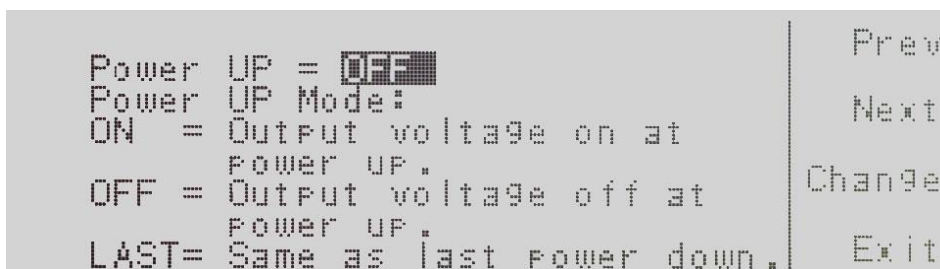 Power UP = OFF
Power UP Mode:
ON = Output voltage on at
power up.
OFF = Output voltage off at
power up.
LAST= Same as last power down.
Prev
Next
Change
Exit